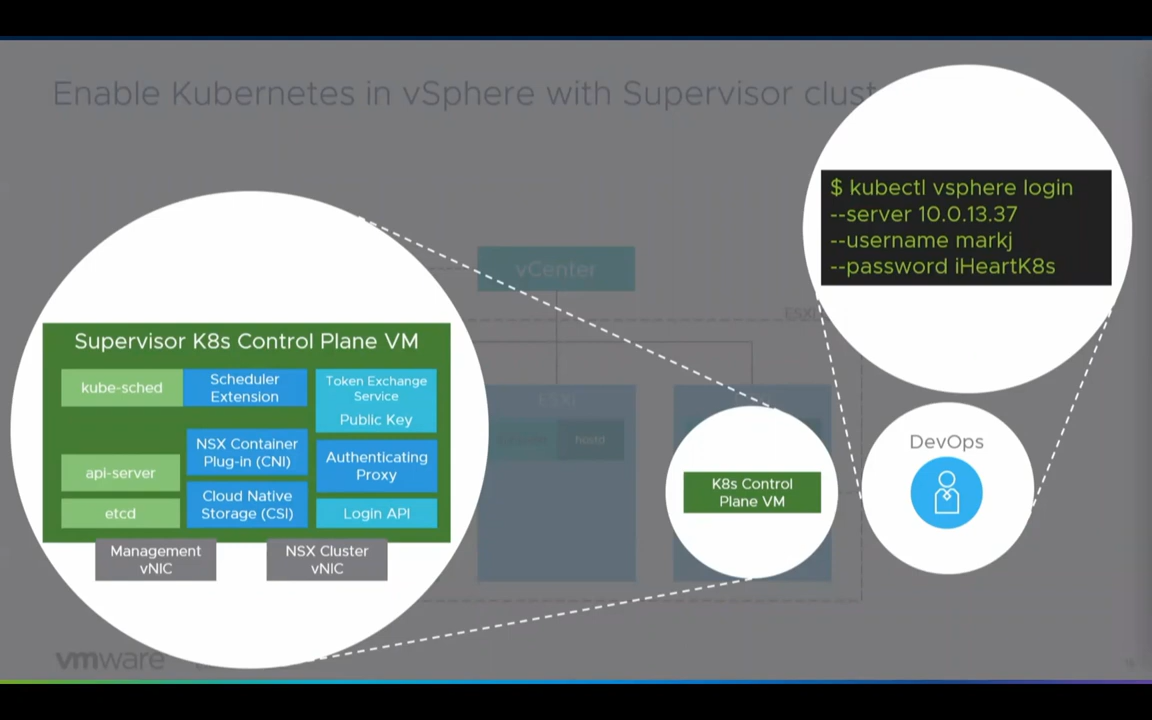 Enable Kubernetes in vSphere with Supervisor clust
$ kubectl vsphere login
--server 10.0.13.37
--username markj
--password iHeartK8s
vCenter
ESXi
Supervisor K8s Control Plane VM
kube-sched
Scheduler
Extension
Token Exchange
Service
Public Key
NSX Container
Plug-in (CNI)
Authenticating
Proxy
api-server
Cloud Native
Storage (CSI)
etcd
Login API
Management
vNIC
NSX Cluster
vNIC
ESXi
K8s Control
Plane VM
DevOps
vmware